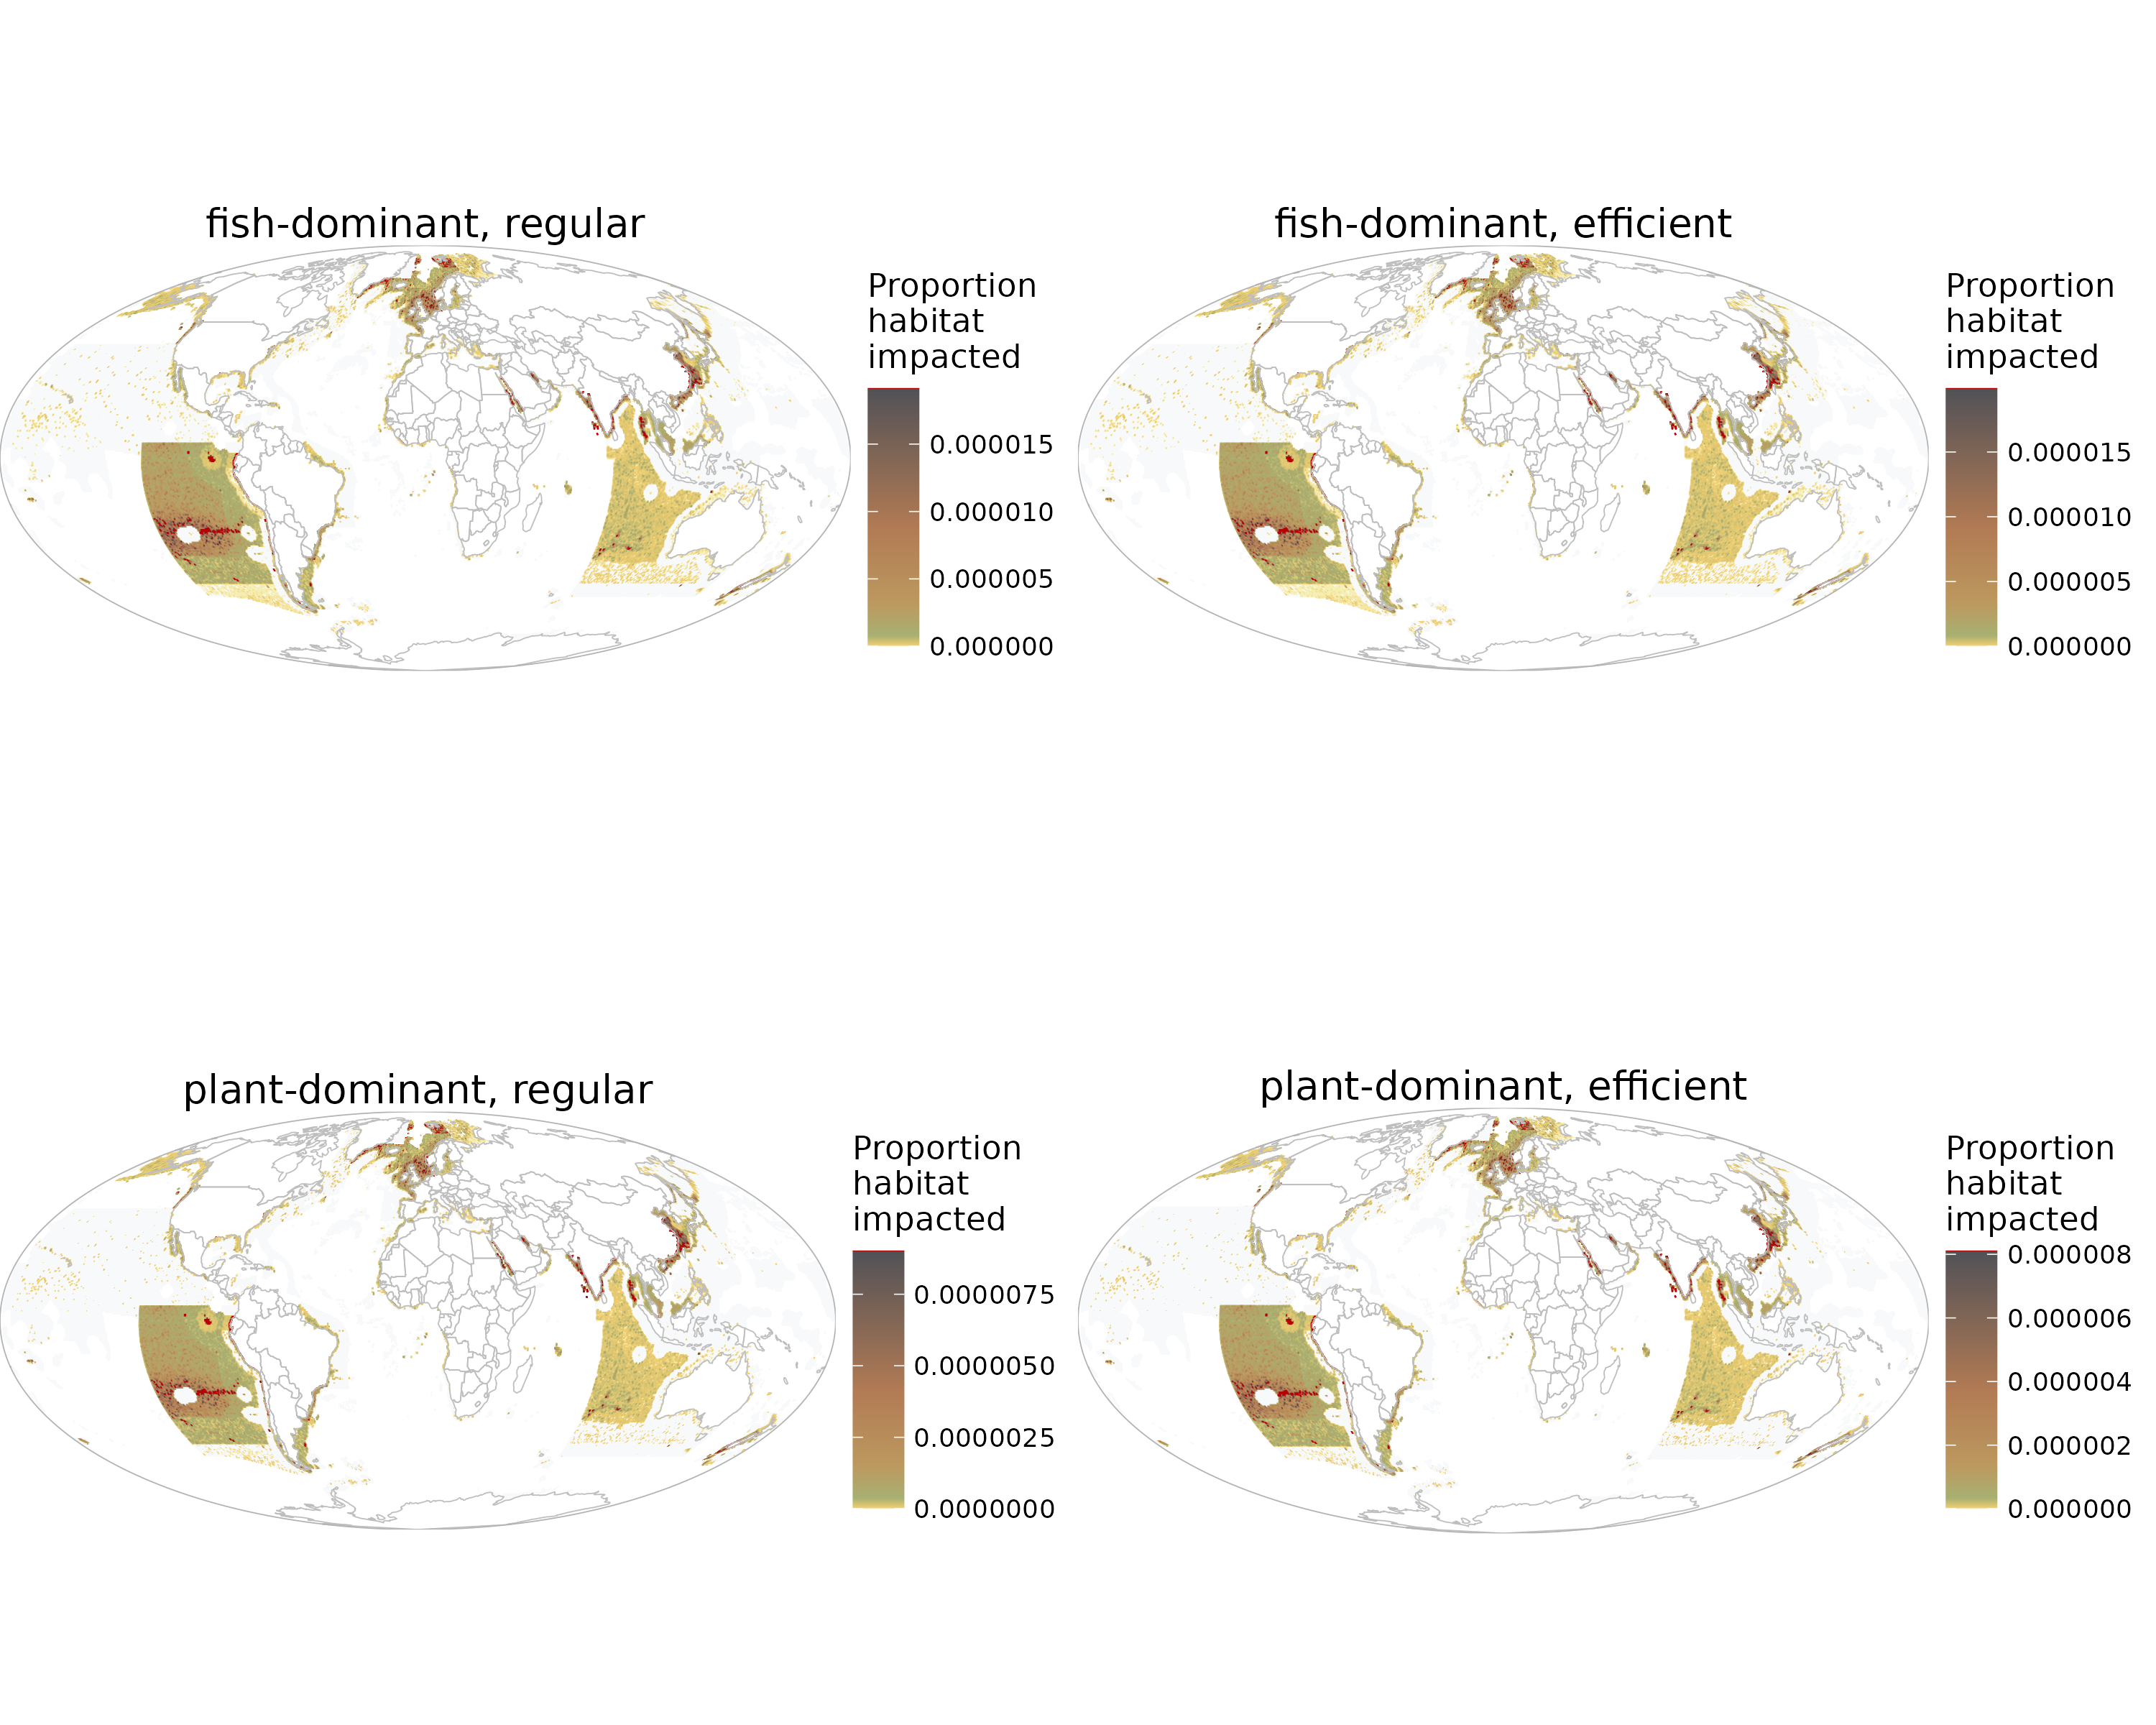 fish-dominant, regular
Proportion
habitat
impacted
0.000015
0.000010
0.000005
0.000000
fish-dominant, efficient
Proportion
habitat
impacted
0.000015
0.000010
0.000005
0.000000
plant-dominant, regular
Proportion
habitat
impacted
0.0000075
0.0000050
0.0000025
0.0000000
plant-dominant, efficient
Proportion
habitat
impacted
0.000008
0.000006
0.000004
0.000002
0.000000